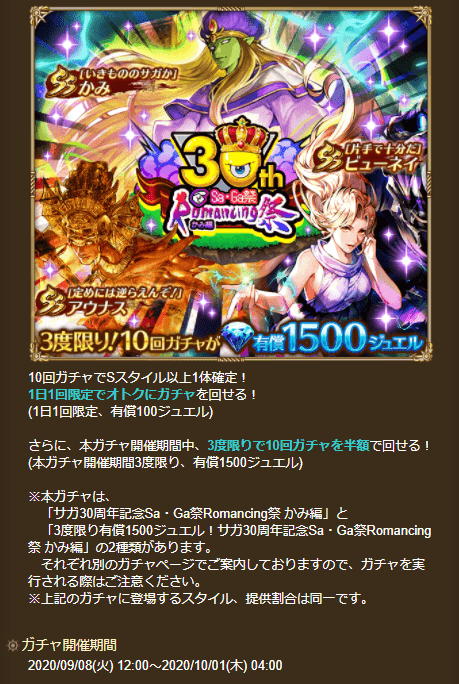 SS [いきもののサガか]
かみ
SS [片手で十分だ]
ビューネイ
30th
Sa・Ga祭
Romancing祭
かみ編
SS [定めには逆らえんぞ!]
アウナス
3度限り!10回ガチャが有償1500ジュエル
10回ガチャでSスタイル以上1体確定！
1日1回限定でオトクにガチャを回せる！
(1日1回限定、有償100ジュエル)
さらに、本ガチャ開催期間中、3度限りで10回ガチャを半額で回せる！
(本ガチャ開催期間3度限り、有償1500ジュエル)
※本ガチャは、
「サガ30周年記念Sa・Ga祭Romancing祭 かみ編」と
「3度限り有償1500ジュエル！サガ30周年記念Sa・Ga祭Romancing
祭 かみ編」の2種類があります。
それぞれ別のガチャページでご案内しておりますので、ガチャを実
行される際はご注意ください。
※上記のガチャに登場するスタイル、提供割合は同一です。
ガチャ開催期間
2020/09/08(火) 12:00～2020/10/01(木) 04:00